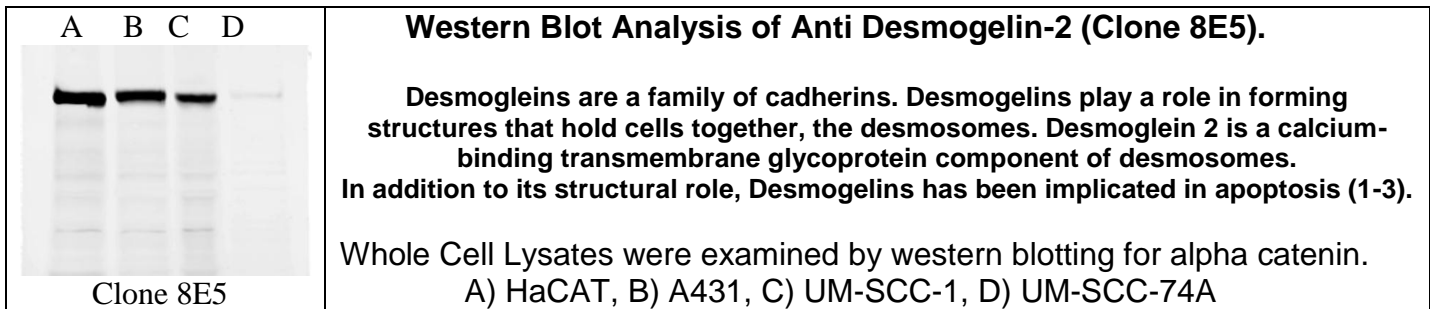 A B C D
Clone 8E5
Western Blot Analysis of Anti Desmogelin-2 (Clone 8E5).
Desmogleins are a family of cadherins. Desmogelins play a role in forming
structures that hold cells together, the desmosomes. Desmoglein 2 is a calcium-
binding transmembrane glycoprotein component of desmosomes.
In addition to its structural role, Desmogelins has been implicated in apoptosis (1-3).
Whole Cell Lysates were examined by western blotting for alpha catenin.
A) HaCAT, B) A431, C) UM-SCC-1, D) UM-SCC-74A